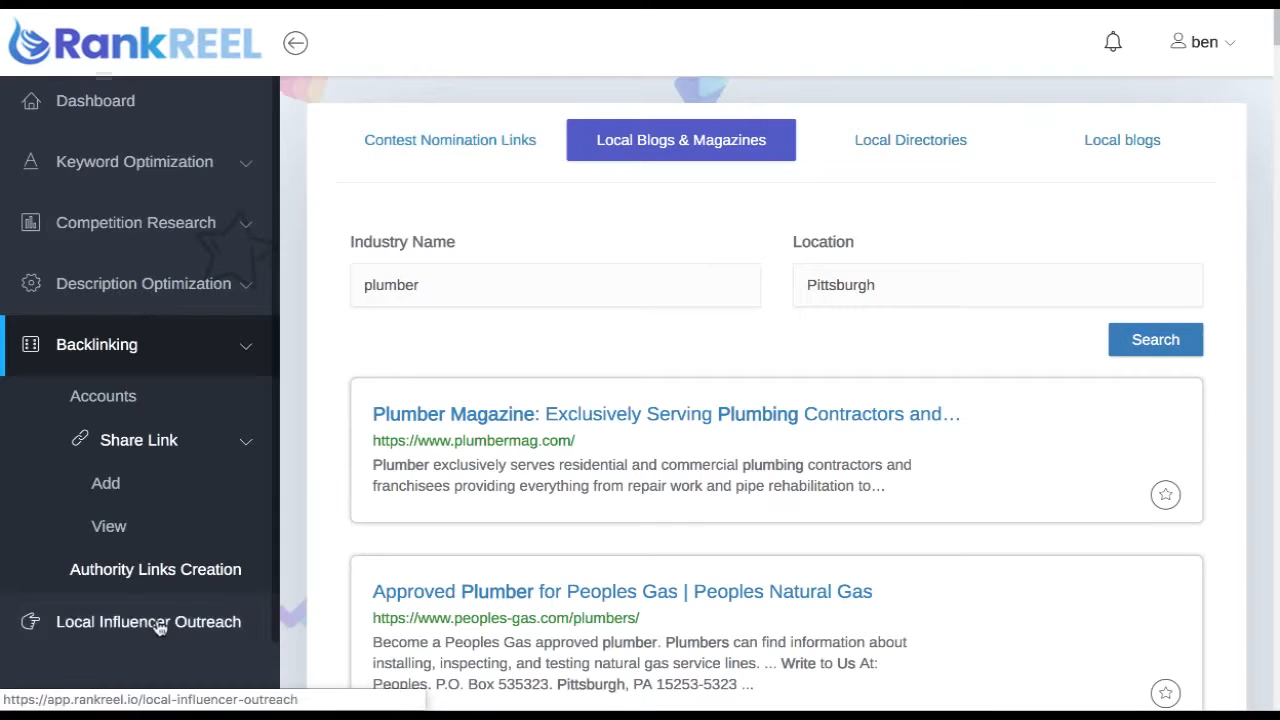 RankREEL
ben
Dashboard
Keyword Optimization
Competition Research
Description Optimization
Backlinking
Accounts
Share Link
Add
View
Authority Links Creation
Local Influencer Outreach
https://app.rankreel.io/local-influencer-outreach
Contest Nomination Links
Local Blogs & Magazines
Local Directories
Local blogs
Industry Name
Location
plumber
Pittsburgh
Search
Plumber Magazine: Exclusively Serving Plumbing Contractors and…
https://www.plumbermag.com/
Plumber exclusively serves residential and commercial plumbing contractors and
franchisees providing everything from repair work and pipe rehabilitation to…
Approved Plumber for Peoples Gas | Peoples Natural Gas
https://www.peoples-gas.com/plumbers/
Become a Peoples Gas approved plumber. Plumbers can find information about
installing, inspecting, and testing natural gas service lines. ... Write to Us At:
Peoples. P.O. Box 535323. Pittsburgh, PA 15253-5323 ...